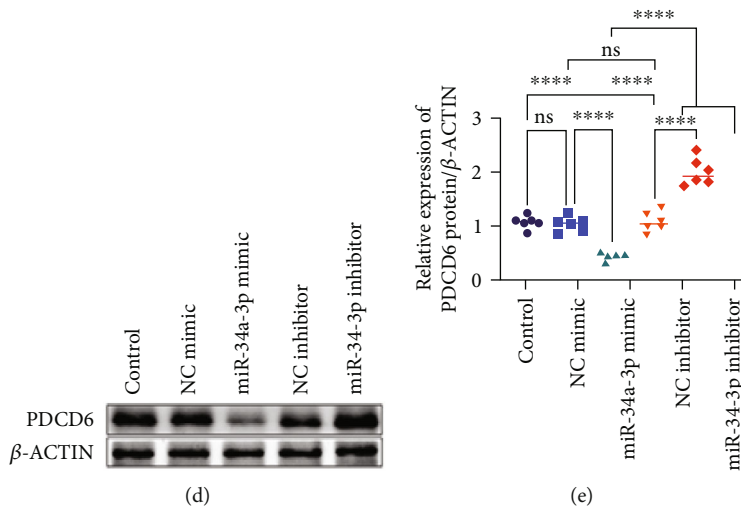 Control
NC mimic
miR-34a-3p mimic
NC inhibitor
miR-34-3p inhibitor
PDCD6
β-ACTIN
(d)
****
ns
**** ****
ns **** ****
Relative expression of
PDCD6 protein/β-ACTIN
3
2
1
0
Control
NC mimic
miR-34a-3p mimic
NC inhibitor
miR-34-3p inhibitor
(e)